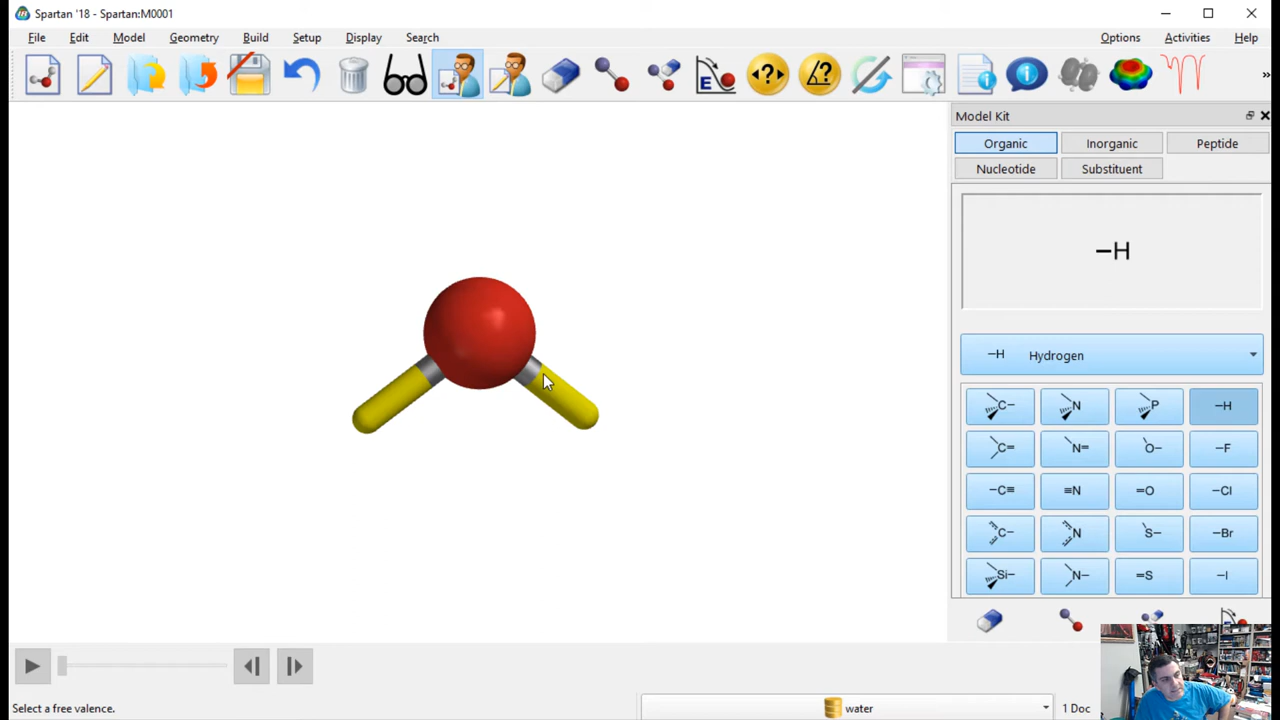 Spartan '18 - Spartan:M0001
File Edit Model Geometry Build Setup Display Search Options Activities Help
E
Model Kit
Organic Inorganic Peptide
Nucleotide Substituent
–H
–H Hydrogen
C– N P –H
C= N= O– –F
–C≡ ≡N =O –Cl
C– N S– –Br
Si– N– =S –I
Select a free valence.
water
1 Doc